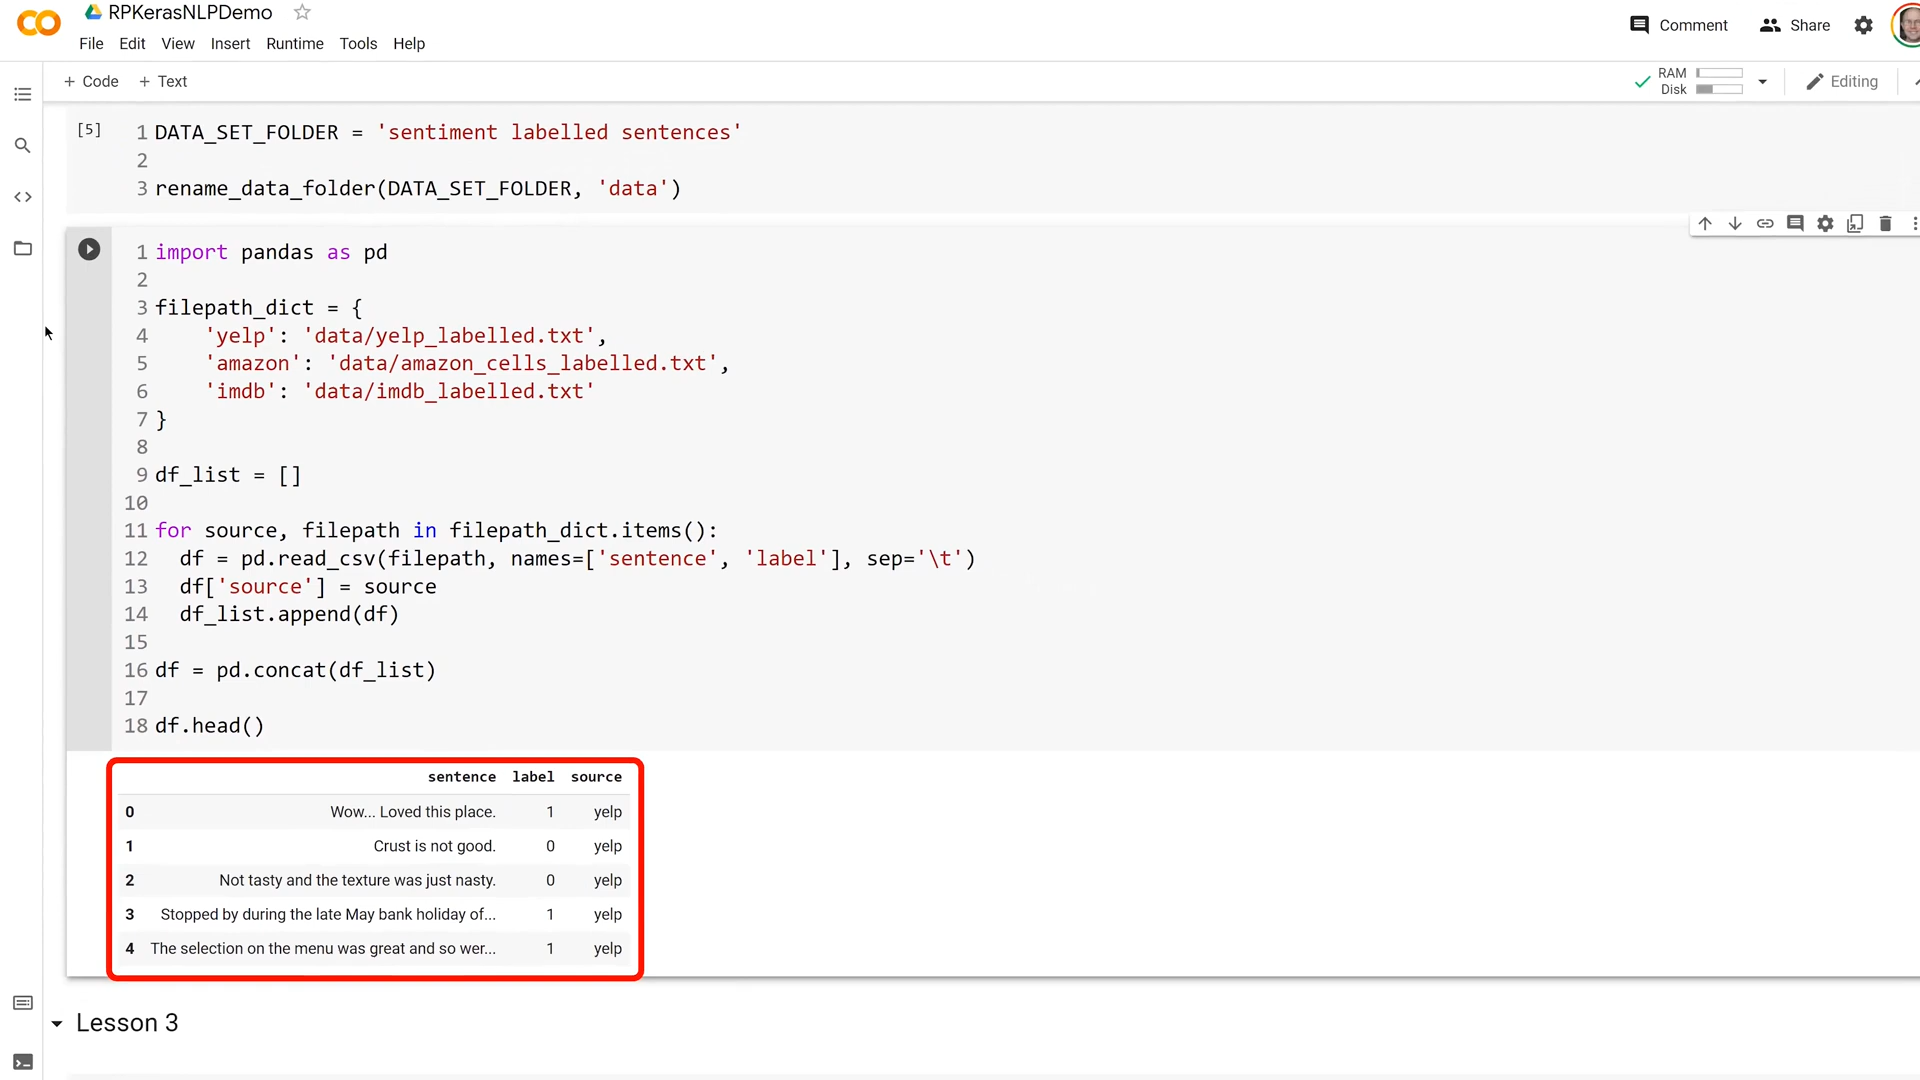 RPKerasNLPDemo
Comment
Share
File Edit View Insert Runtime Tools Help
+ Code + Text
RAM
Disk
Editing
[5]
1 DATA_SET_FOLDER = 'sentiment labelled sentences'
2
3 rename_data_folder(DATA_SET_FOLDER, 'data')
1 import pandas as pd
2
3 filepath_dict = {
4     'yelp': 'data/yelp_labelled.txt',
5     'amazon': 'data/amazon_cells_labelled.txt',
6     'imdb': 'data/imdb_labelled.txt'
7 }
8
9 df_list = []
10
11 for source, filepath in filepath_dict.items():
12   df = pd.read_csv(filepath, names=['sentence', 'label'], sep='\t')
13   df['source'] = source
14   df_list.append(df)
15
16 df = pd.concat(df_list)
17
18 df.head()
sentence label source
0 Wow... Loved this place. 1 yelp
1 Crust is not good. 0 yelp
2 Not tasty and the texture was just nasty. 0 yelp
3 Stopped by during the late May bank holiday of... 1 yelp
4 The selection on the menu was great and so wer... 1 yelp
Lesson 3